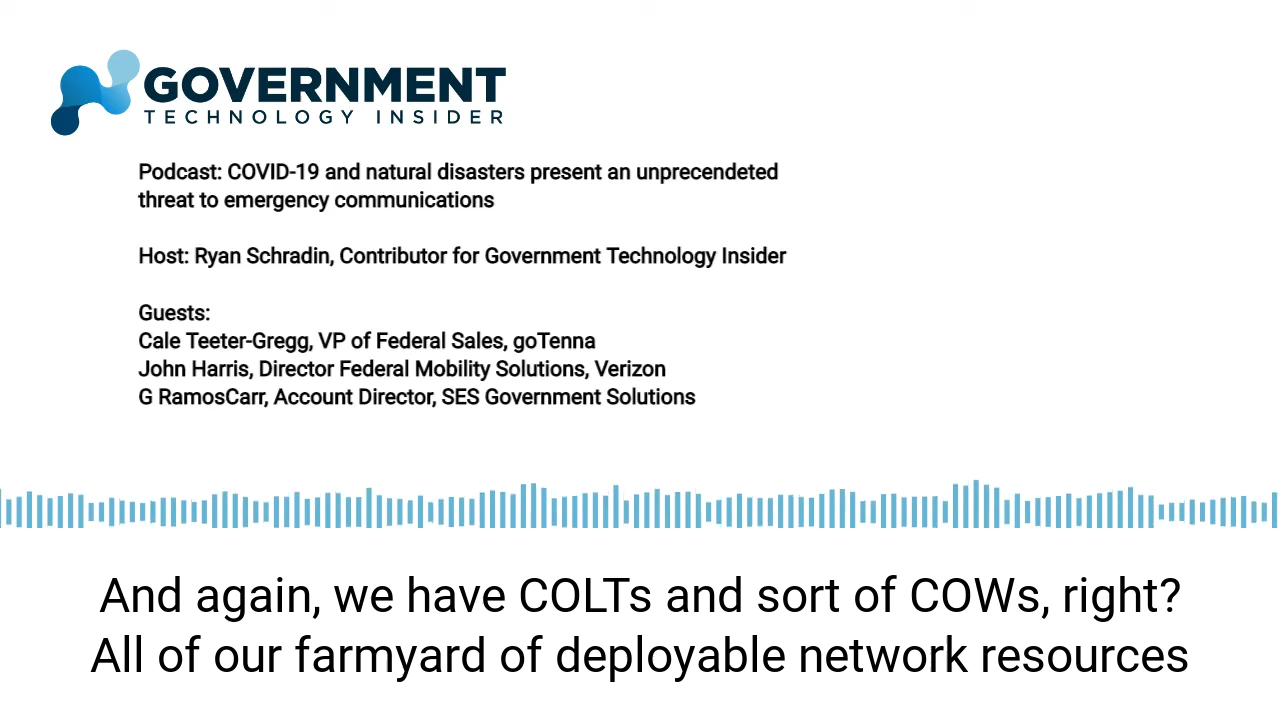 GOVERNMENT
TECHNOLOGY INSIDER
Podcast: COVID-19 and natural disasters present an unprecendeted
threat to emergency communications
Host: Ryan Schradin, Contributor for Government Technology Insider
Guests:
Cale Teeter-Gregg, VP of Federal Sales, goTenna
John Harris, Director Federal Mobility Solutions, Verizon
G RamosCarr, Account Director, SES Government Solutions
And again, we have COLTs and sort of COWs, right?
All of our farmyard of deployable network resources